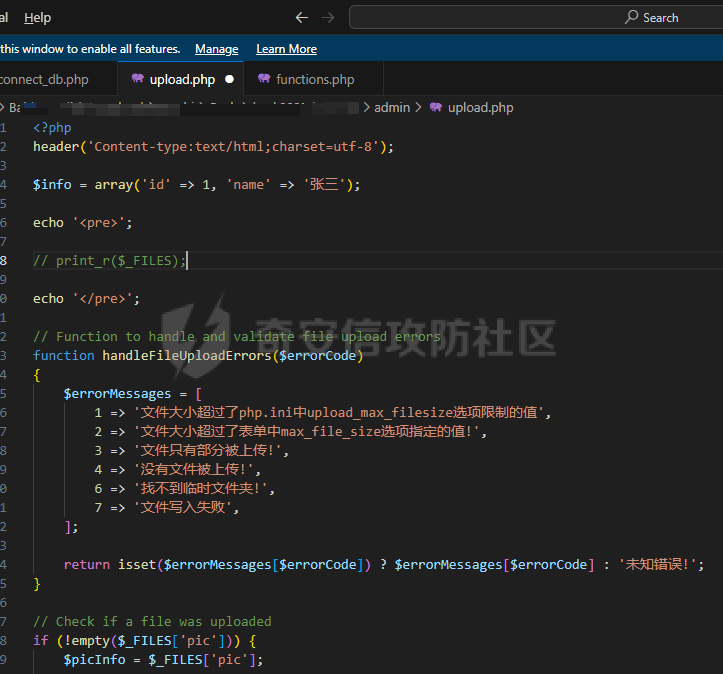 al Help Search
this window to enable all features. Manage Learn More
connect_db.php upload.php functions.php
> admin > upload.php
1 <?php
2 header('Content-type:text/html;charset=utf-8');
3
4 $info = array('id' => 1, 'name' => '张三');
5
6 echo '<pre>';
7
8 // print_r($_FILES);
9
0 echo '</pre>';
1
2 // Function to handle and validate file upload errors
3 function handleFileUploadErrors($errorCode)
4 {
5 $errorMessages = [
6 1 => '文件大小超过了php.ini中upload_max_filesize选项限制的值',
7 2 => '文件大小超过了表单中max_file_size选项指定的值!',
8 3 => '文件只有部分被上传!',
9 4 => '没有文件被上传!',
0 6 => '找不到临时文件夹!',
1 7 => '文件写入失败',
2 ];
3
4 return isset($errorMessages[$errorCode]) ? $errorMessages[$errorCode] : '未知错误!';
5 }
6
7 // Check if a file was uploaded
8 if (!empty($_FILES['pic'])) {
9 $picInfo = $_FILES['pic'];
奇安信攻防社区